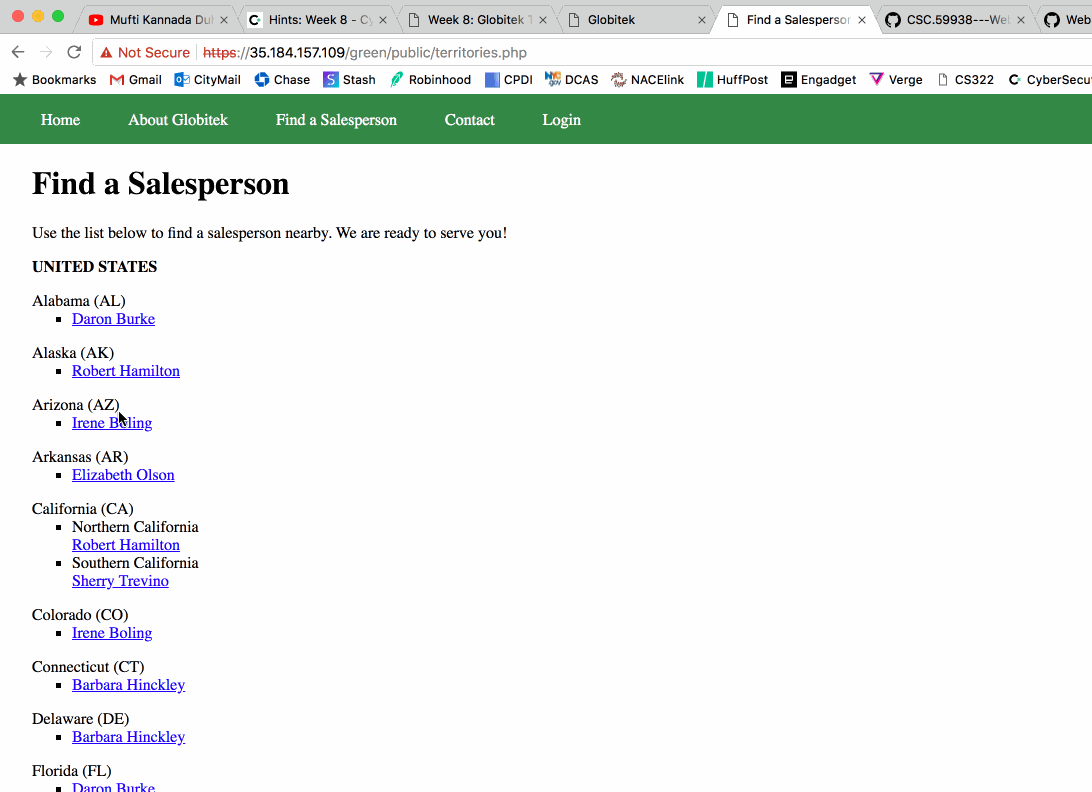 Mufti Kannada Du
Hints: Week 8 - C
Week 8: Globitek
Globitek
Find a Salesperson
CSC.59938---We
Web
Not Secure https://35.184.157.109/green/public/territories.php
Bookmarks Gmail CityMail Chase Stash Robinhood CPDI DCAS NACElink HuffPost Engadget Verge CS322 CyberSecu
Home About Globitek Find a Salesperson Contact Login
Find a Salesperson
Use the list below to find a salesperson nearby. We are ready to serve you!
UNITED STATES
Alabama (AL)
Daron Burke
Alaska (AK)
Robert Hamilton
Arizona (AZ)
Irene Boling
Arkansas (AR)
Elizabeth Olson
California (CA)
Northern California
Robert Hamilton
Southern California
Sherry Trevino
Colorado (CO)
Irene Boling
Connecticut (CT)
Barbara Hinckley
Delaware (DE)
Barbara Hinckley
Florida (FL)
Daron Burke